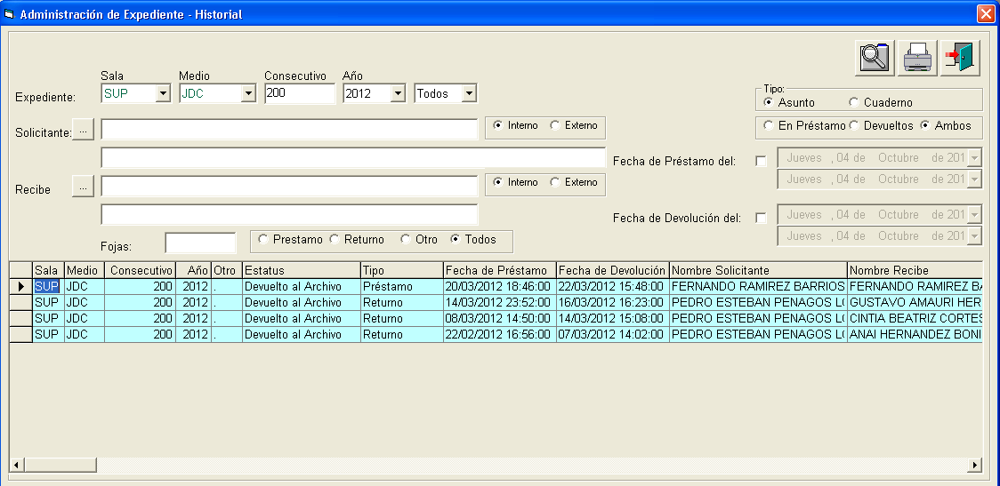 Administración de Expediente - Historial
Sala Medio Consecutivo Año
Expediente: SUP JDC 200 2012 Todos
Tipo:
Asunto Cuaderno
Solicitante: ... Interno Externo
En Préstamo Devueltos Ambos
Fecha de Préstamo del: Jueves , 04 de Octubre de 201
Jueves , 04 de Octubre de 201
Recibe ... Interno Externo
Fecha de Devolución del: Jueves , 04 de Octubre de 201
Jueves , 04 de Octubre de 201
Fojas: Prestamo Returno Otro Todos
Sala Medio Consecutivo Año Otro Estatus Tipo Fecha de Préstamo Fecha de Devolución Nombre Solicitante Nombre Recibe
SUP JDC 200 2012 . Devuelto al Archivo Préstamo 20/03/2012 18:46:00 22/03/2012 15:48:00 FERNANDO RAMIREZ BARRIOS FERNANDO RAMIREZ BA
SUP JDC 200 2012 . Devuelto al Archivo Returno 14/03/2012 23:52:00 16/03/2012 16:23:00 PEDRO ESTEBAN PENAGOS LO GUSTAVO AMAURI HER
SUP JDC 200 2012 . Devuelto al Archivo Returno 08/03/2012 14:50:00 14/03/2012 15:08:00 PEDRO ESTEBAN PENAGOS LO CINTIA BEATRIZ CORTES
SUP JDC 200 2012 . Devuelto al Archivo Returno 22/02/2012 16:56:00 07/03/2012 14:02:00 PEDRO ESTEBAN PENAGOS LO ANAI HERNANDEZ BONI